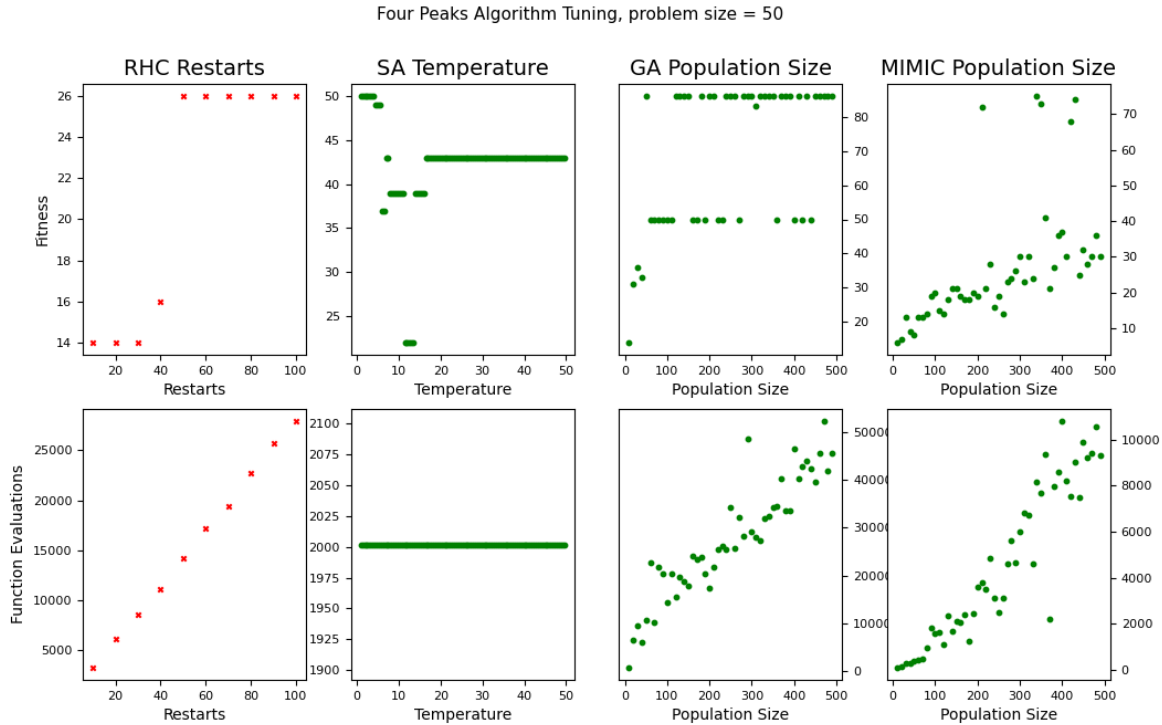 Four Peaks Algorithm Tuning, problem size = 50
RHC Restarts
SA Temperature
GA Population Size
MIMIC Population Size
Fitness
26
24
22
20
18
16
14
20 40 60 80 100
Restarts
50
45
40
35
30
25
0 10 20 30 40 50
Temperature
80
70
60
50
40
30
20
0 100 200 300 400 500
Population Size
70
60
50
40
30
20
10
0 100 200 300 400 500
Population Size
Function Evaluations
25000
20000
15000
10000
5000
20 40 60 80 100
Restarts
2100
2075
2050
2025
2000
1975
1950
1925
1900
0 10 20 30 40 50
Temperature
50000
40000
30000
20000
10000
0
0 100 200 300 400 500
Population Size
10000
8000
6000
4000
2000
0
0 100 200 300 400 500
Population Size